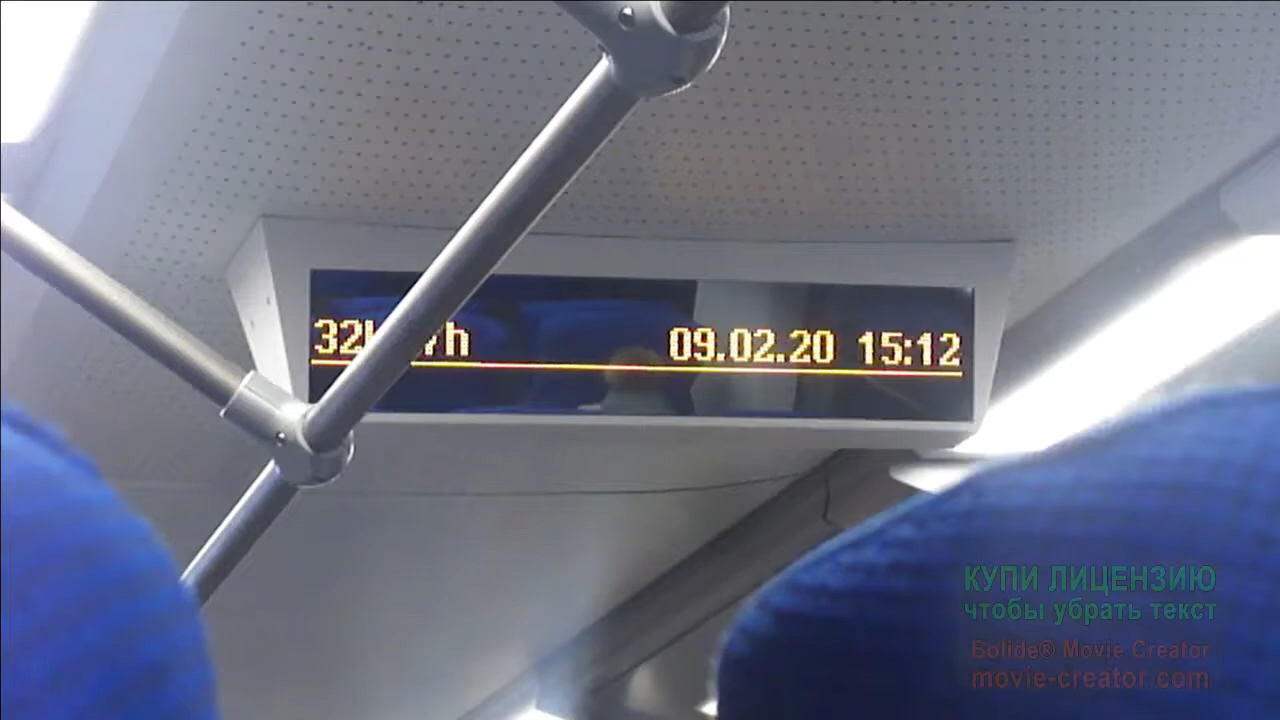 09.02.20 15:12
КУПИ ЛИЦЕНЗИЮ
чтобы убрать текст
Bolide® Movie Creator
movie-creator.com